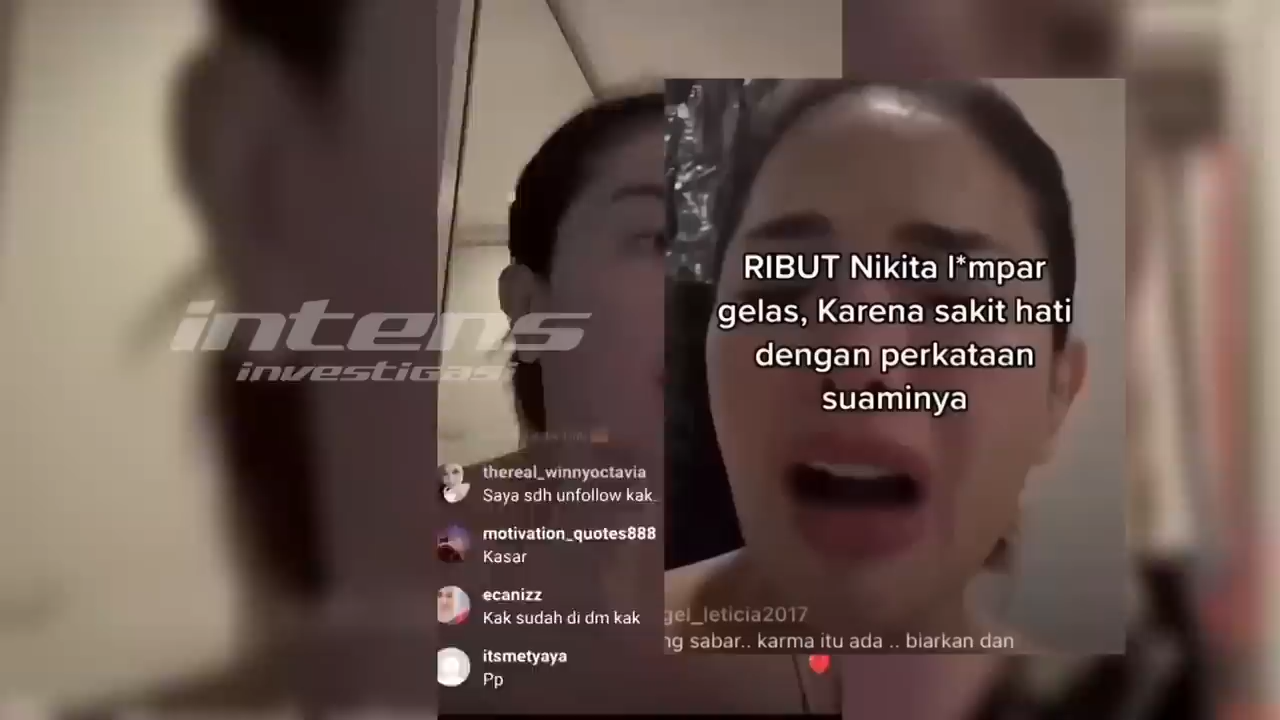 intens
investigasi
RIBUT Nikita l*mpar
gelas, Karena sakit hati
dengan perkataan
suaminya
thereal_winnyoctavia
Saya sdh unfollow kak..
motivation_quotes888
Kasar
ecanizz
Kak sudah di dm kak
itsmetyaya
Pp
gel_leticia2017
ng sabar.. karma itu ada .. biarkan dan